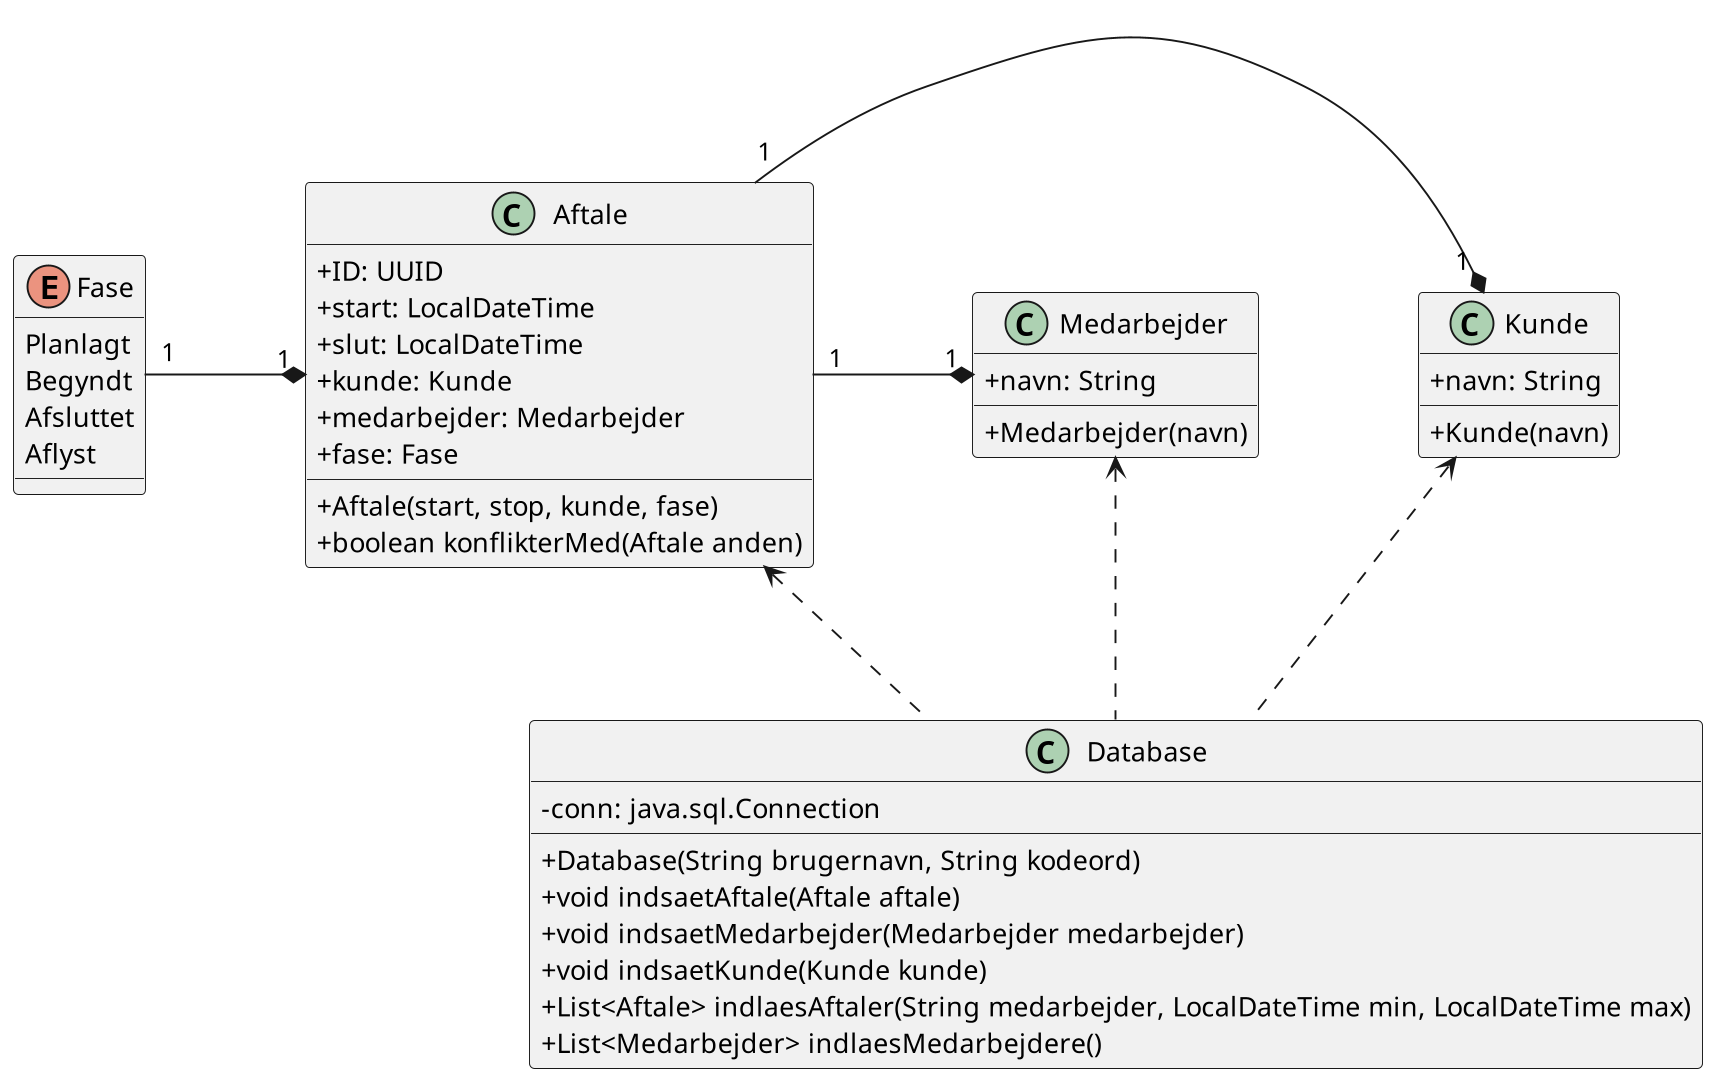 E Fase
Planlagt
Begyndt
Afsluttet
Aflyst
1
1
C Aftale
+ID: UUID
+start: LocalDateTime
+slut: LocalDateTime
+kunde: Kunde
+medarbejder: Medarbejder
+fase: Fase
+Aftale(start, stop, kunde, fase)
+boolean konflikterMed(Aftale anden)
1
1
1
1
C Medarbejder
+navn: String
+Medarbejder(navn)
C Kunde
+navn: String
+Kunde(navn)
C Database
-conn: java.sql.Connection
+Database(String brugernavn, String kodeord)
+void indsaetAftale(Aftale aftale)
+void indsaetMedarbejder(Medarbejder medarbejder)
+void indsaetKunde(Kunde kunde)
+List<Aftale> indlaesAftaler(String medarbejder, LocalDateTime min, LocalDateTime max)
+List<Medarbejder> indlaesMedarbejdere()